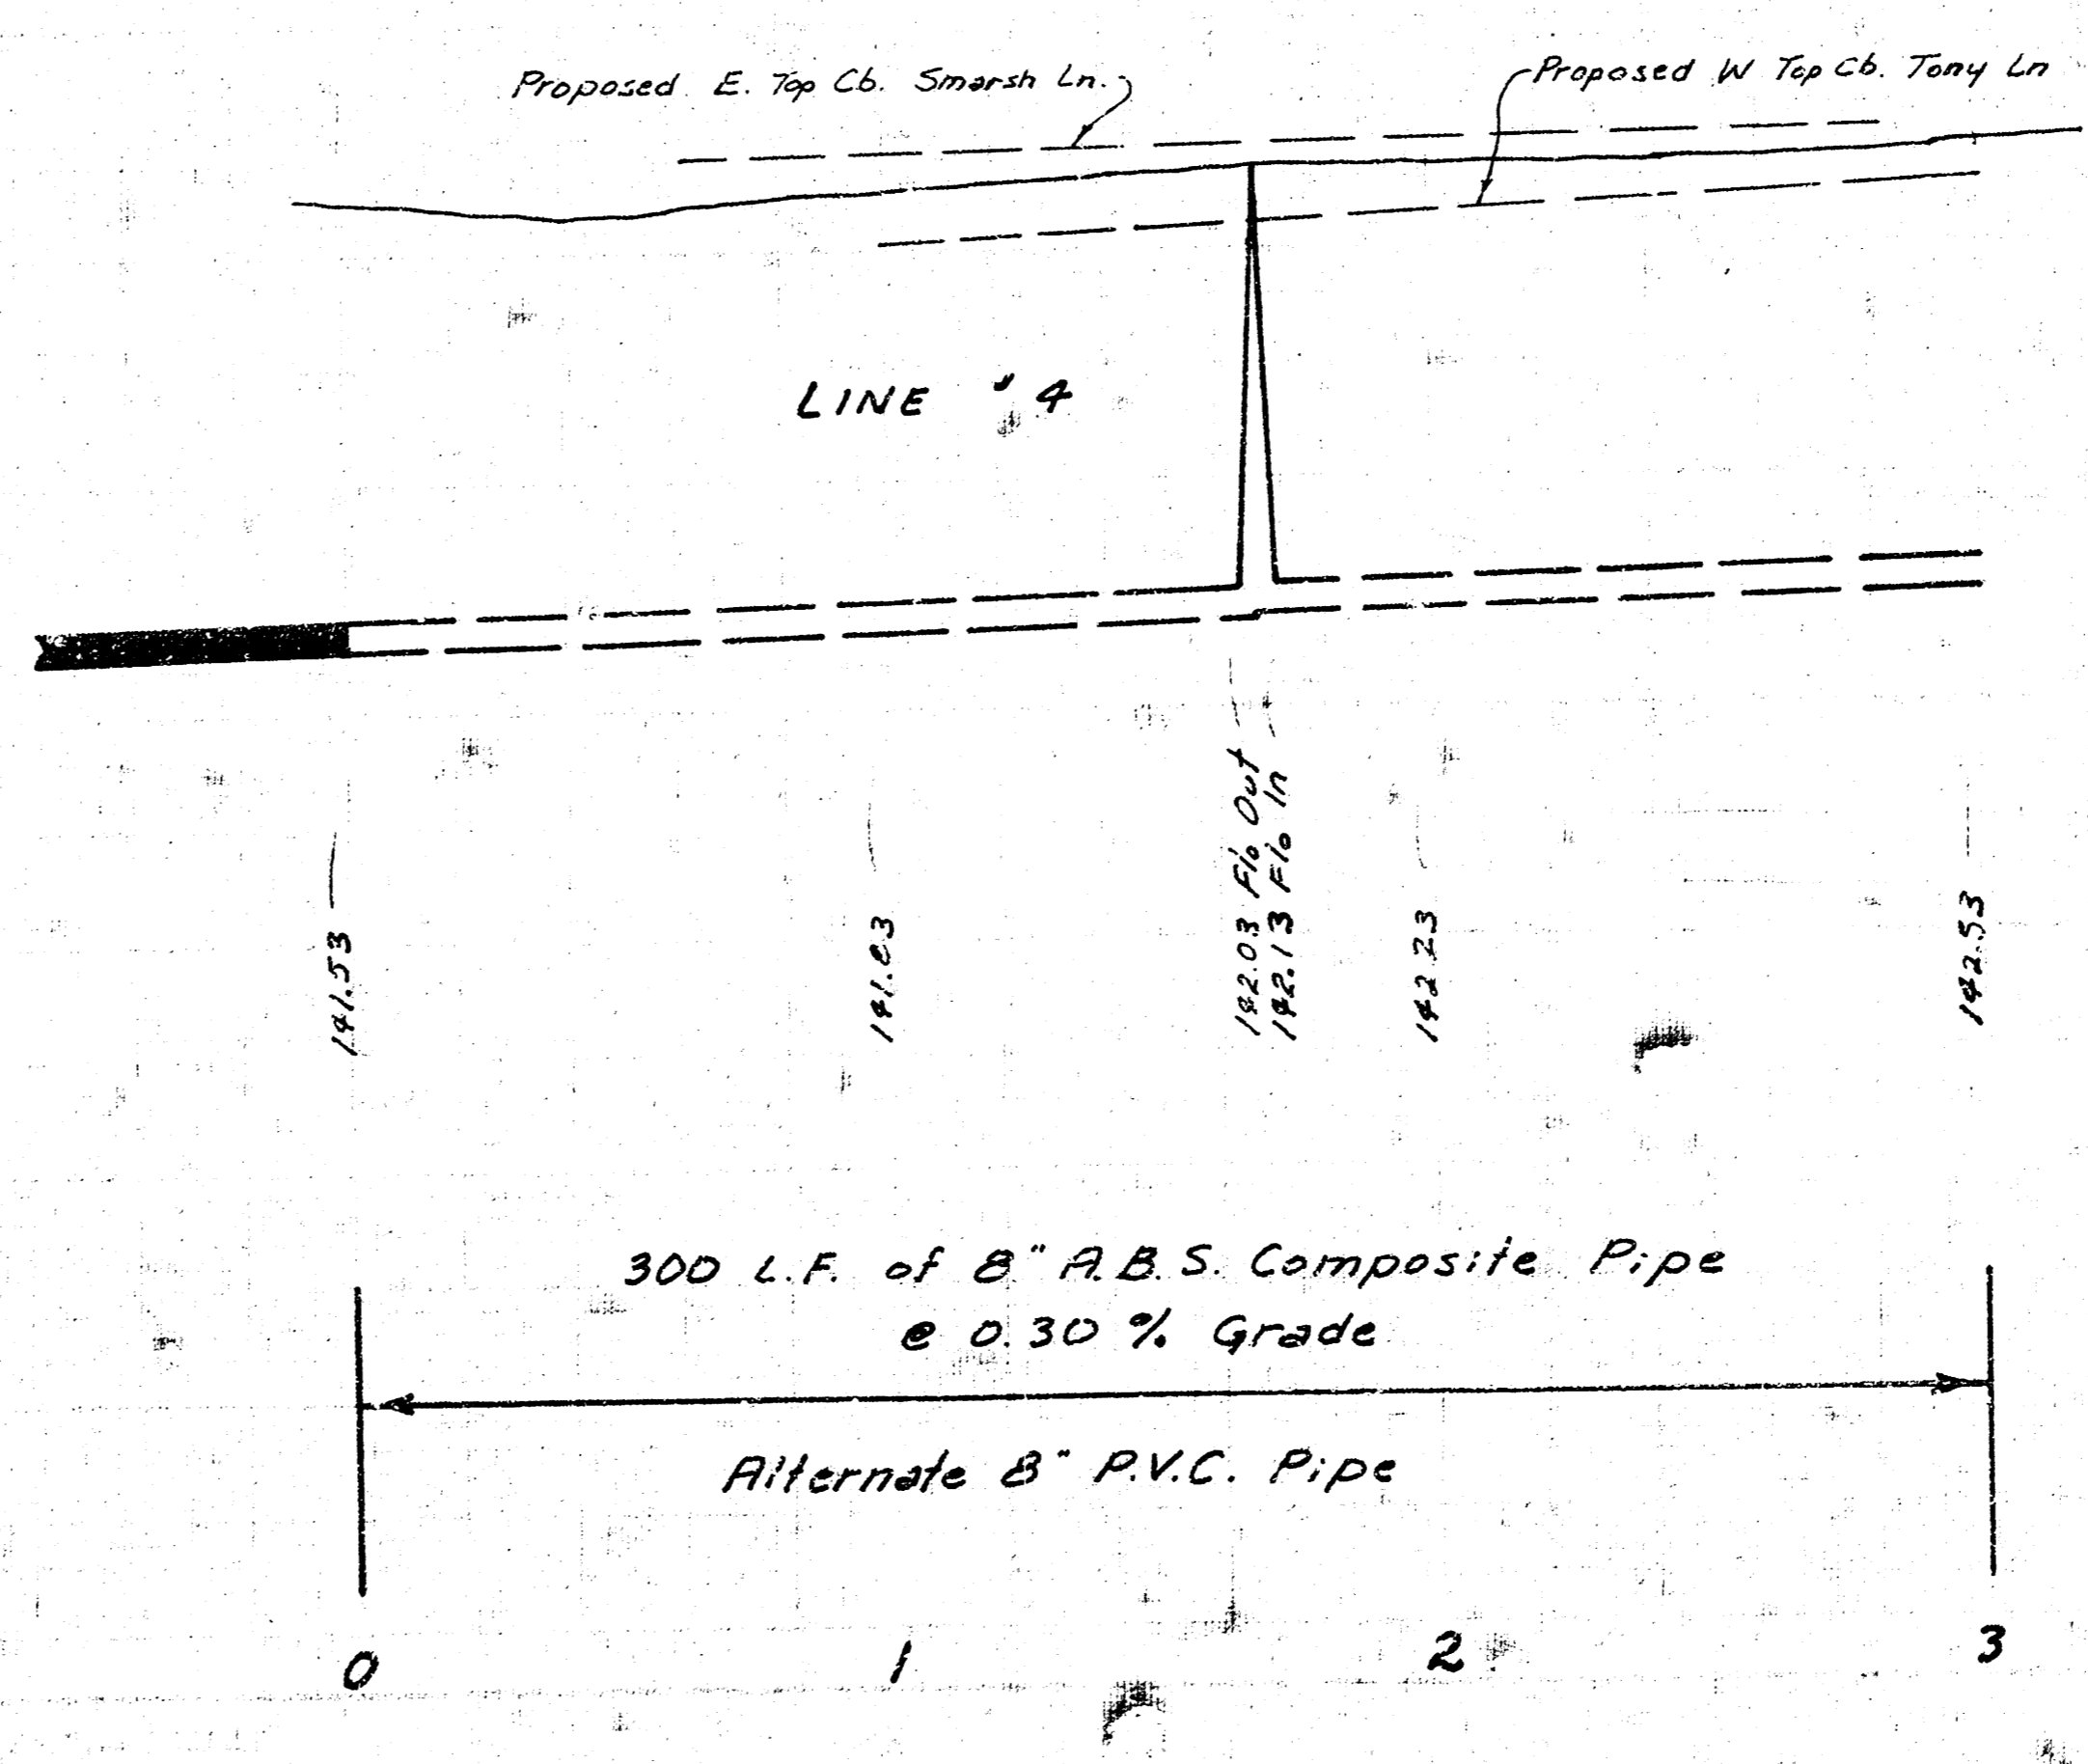 Proposed E. Top Cb. Smarsh Ln.
Proposed W Top Cb. Tony Ln
LINE # 4
141.53
141.83
142.03 Flo Out
142.13 Flo In
142.23
142.53
300 L.F. of 8" A.B.S. Composite Pipe
@ 0.30 % Grade
Alternate 8" P.V.C. Pipe
0 1 2 3